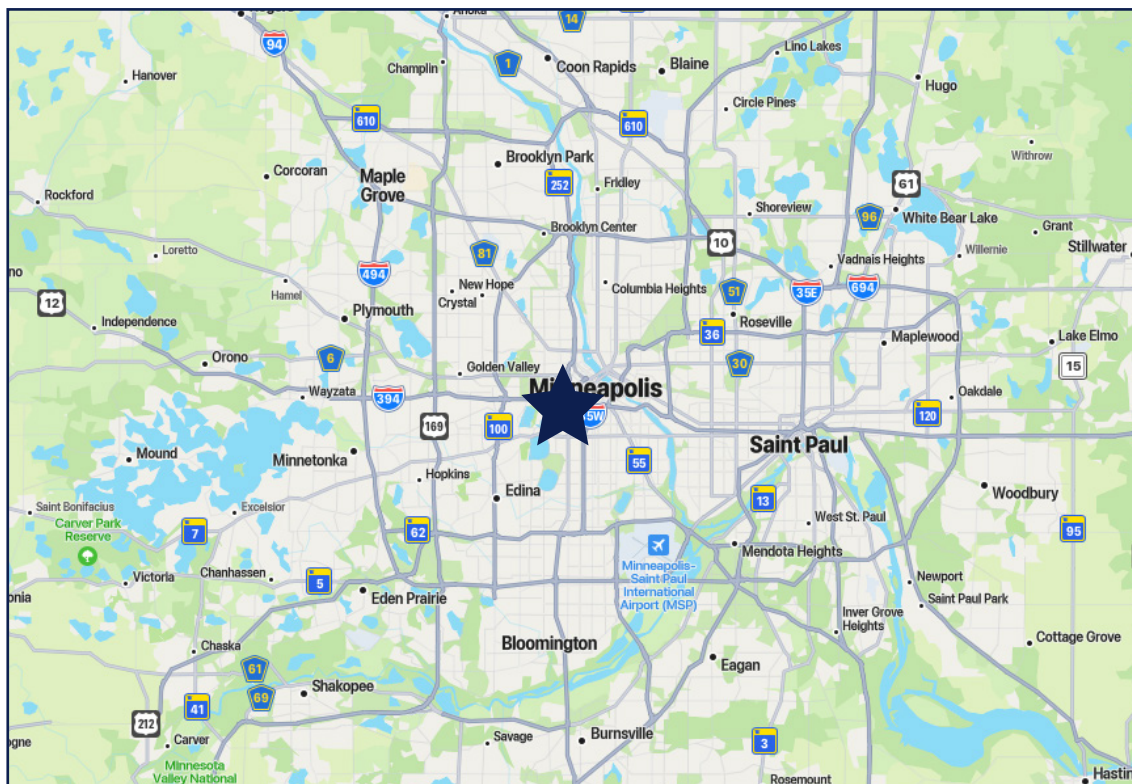 14
94
1
Champlin
Coon Rapids
Blaine
Lino Lakes
Hanover
Hugo
Circle Pines
610
610
Brooklyn Park
Withrow
Corcoran
Maple
Grove
252
Fridley
61
Rockford
Shoreview
96
White Bear Lake
Brooklyn Center
10
Grant
Stillwater
Loretto
81
Willernie
Vadnais Heights
494
New Hope
Crystal
Columbia Heights
51
35E
694
Hamel
12
Plymouth
Independence
Roseville
36
Maplewood
Lake Elmo
Orono
6
Golden Valley
30
15
Wayzata
394
Minneapolis
Oakdale
169
100
120
Mound
Minnetonka
Saint Paul
55
Hopkins
Edina
Woodbury
Saint Bonifacius
Excelsior
13
Carver Park
Reserve
7
62
West St. Paul
95
Mendota Heights
Minneapolis-
Saint Paul
International
Airport (MSP)
Victoria
Chanhassen
5
Newport
Eden Prairie
Saint Paul Park
Inver Grove
Heights
Chaska
Bloomington
Cottage Grove
61
Eagan
69
Shakopee
41
212
Carver
Savage
Burnsville
3
Minnesota
Valley National
Rosemount